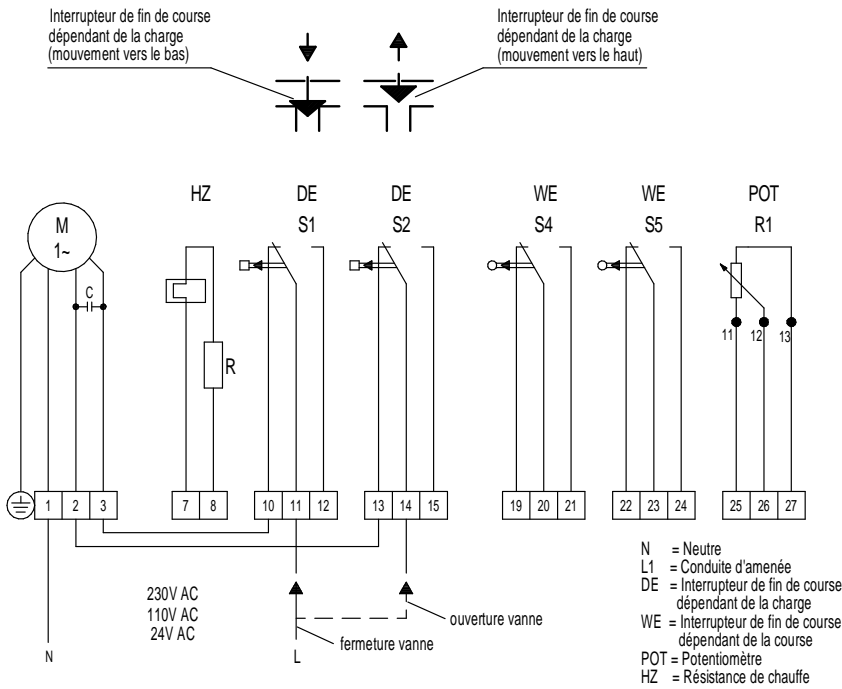 Interrupteur de fin de course
dépendant de la charge
(mouvement vers le bas)
Interrupteur de fin de course
dépendant de la charge
(mouvement vers le haut)
HZ DE DE WE WE POT
M S1 S2 S4 S5 R1
1~
C
R
11 12 13
1 2 3 7 8 10 11 12 13 14 15 19 20 21 22 23 24 25 26 27
230V AC
110V AC
24V AC
ouverture vanne
fermeture vanne
N L
N = Neutre
L1 = Conduite d'amenée
DE = Interrupteur de fin de course
dépendant de la charge
WE = Interrupteur de fin de course
dépendant de la course
POT = Potentiomètre
HZ = Résistance de chauffe